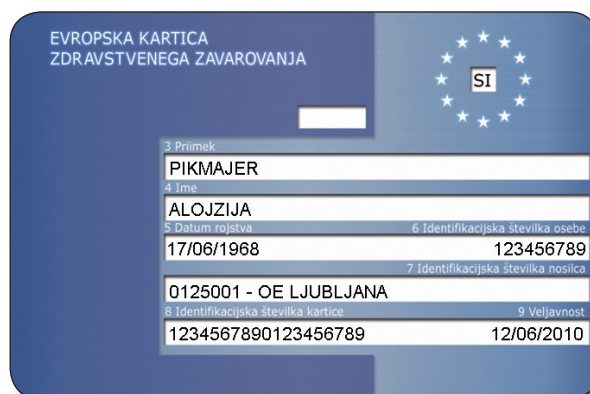 EVROPSKA KARTICA
ZDRAVSTVENEGA ZAVAROVANJA
SI
3 Priimek
PIKMAJER
4 Ime
ALOJZIJA
5 Datum rojstva 6 Identifikacijska številka osebe
17/06/1968 123456789
7 Identifikacijska številka nosilca
0125001 - OE LJUBLJANA
8 Identifikacijska številka kartice 9 Veljavnost
1234567890123456789 12/06/2010